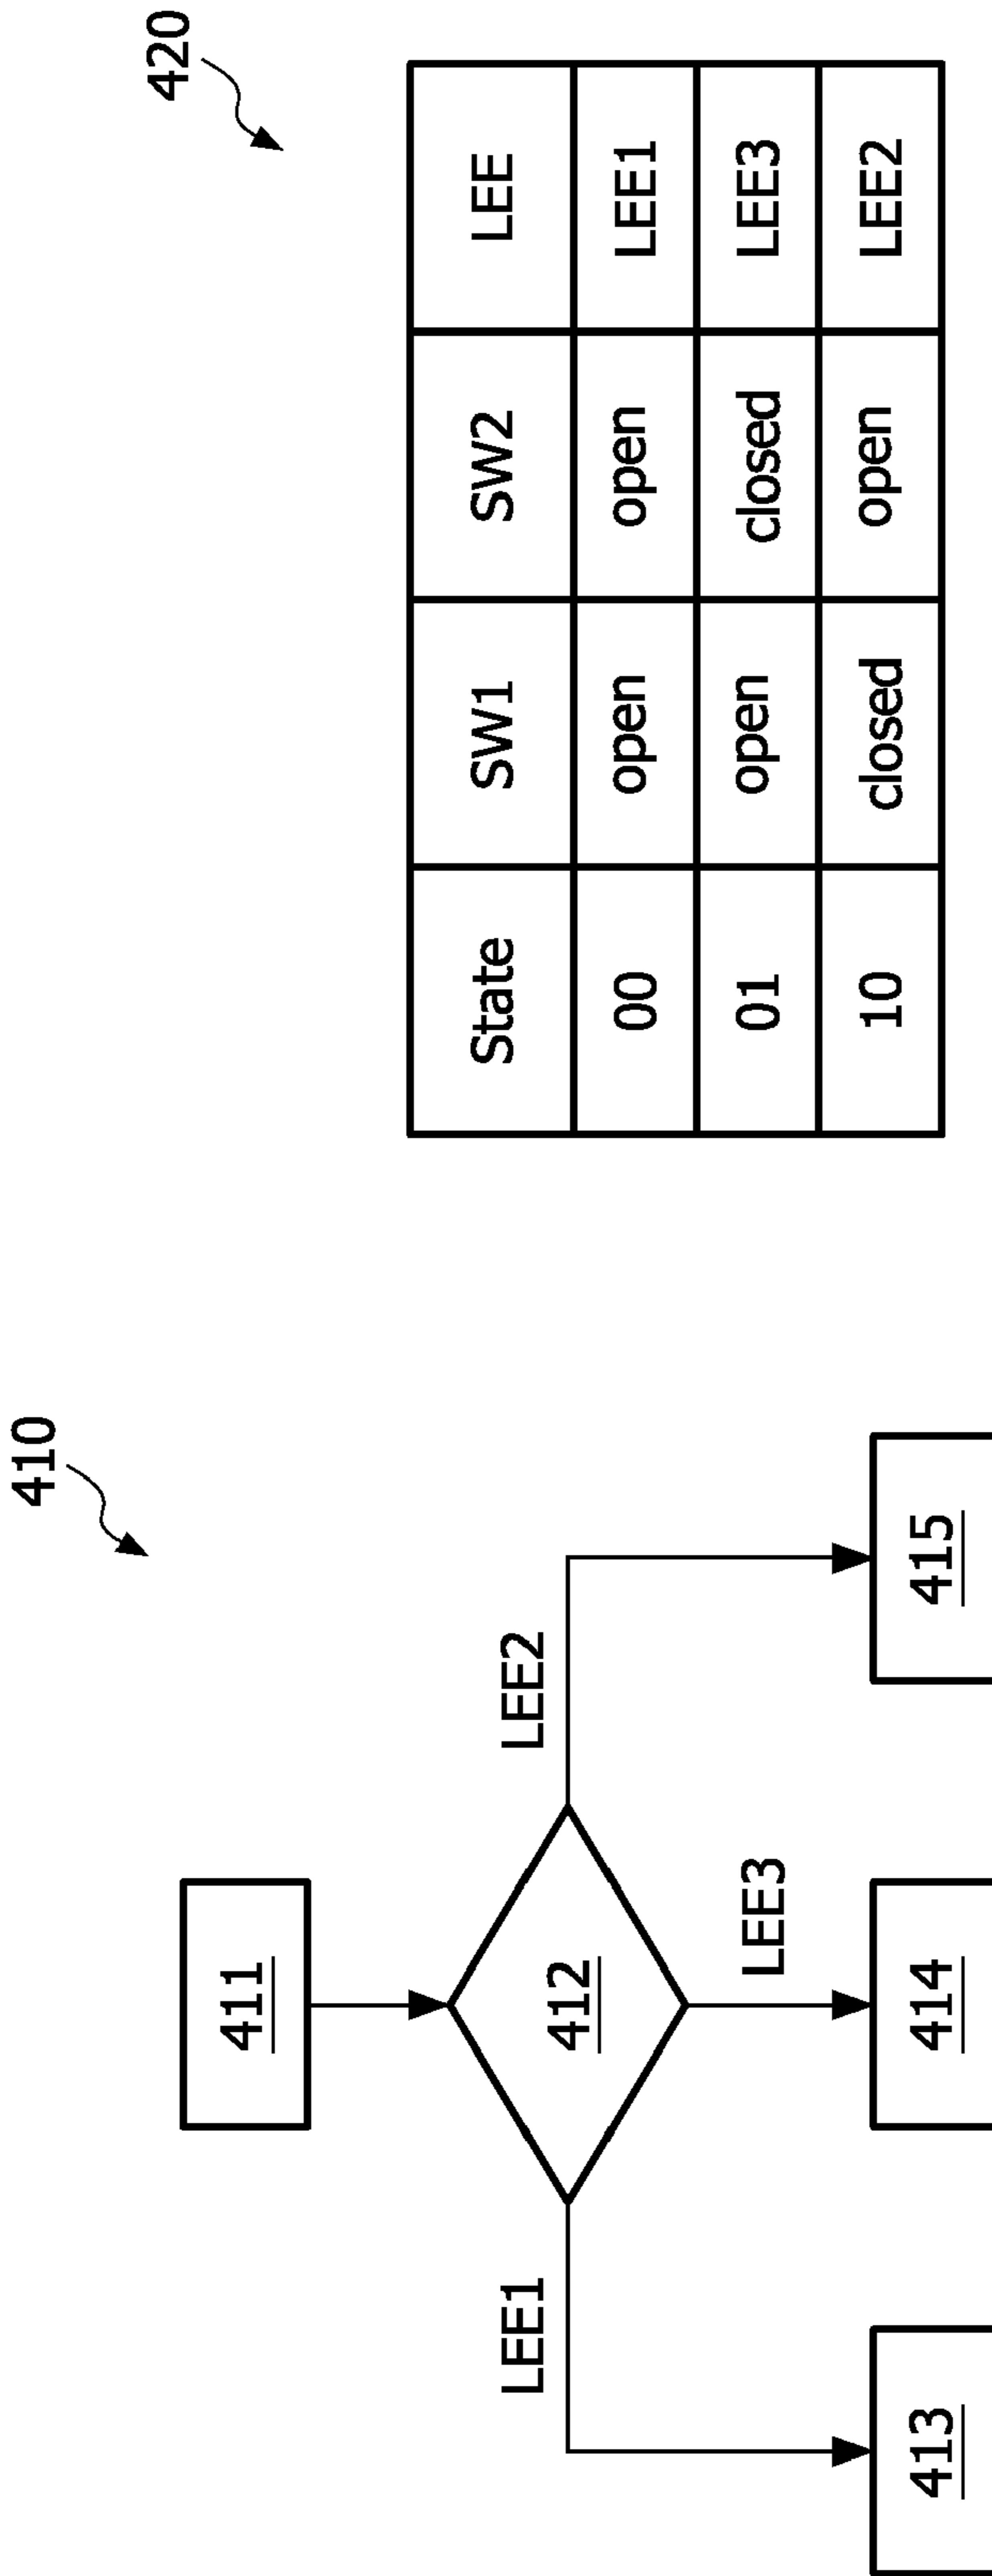 410
411
412
LEE1
LEE2
LEE3
413
414
415
420
State SW1 SW2 LEE
00 open open LEE1
01 open closed LEE3
10 closed open LEE2